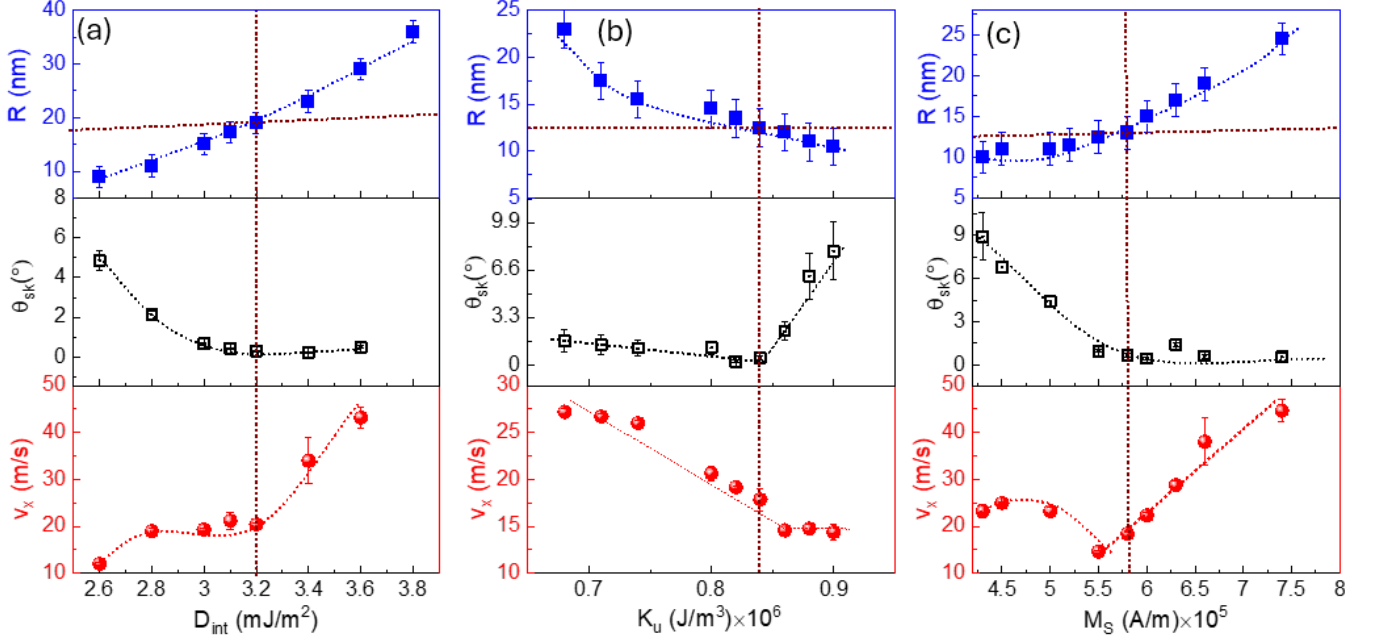 (a)
R (nm)
40
30
20
10
θsk(°)
8
6
4
2
0
vx (m/s)
50
40
30
20
10
2.6 2.8 3 3.2 3.4 3.6 3.8
Dint (mJ/m²)
(b)
R (nm)
25
20
15
10
5
θsk(°)
9.9
6.6
3.3
0
vx (m/s)
30
25
20
15
10
0.7 0.8 0.9
Ku (J/m³)×10⁶
(c)
R (nm)
25
20
15
10
5
θsk(°)
9
6
3
0
vx (m/s)
50
40
30
20
10
4.5 5 5.5 6 6.5 7 7.5 8
MS (A/m)×10⁵